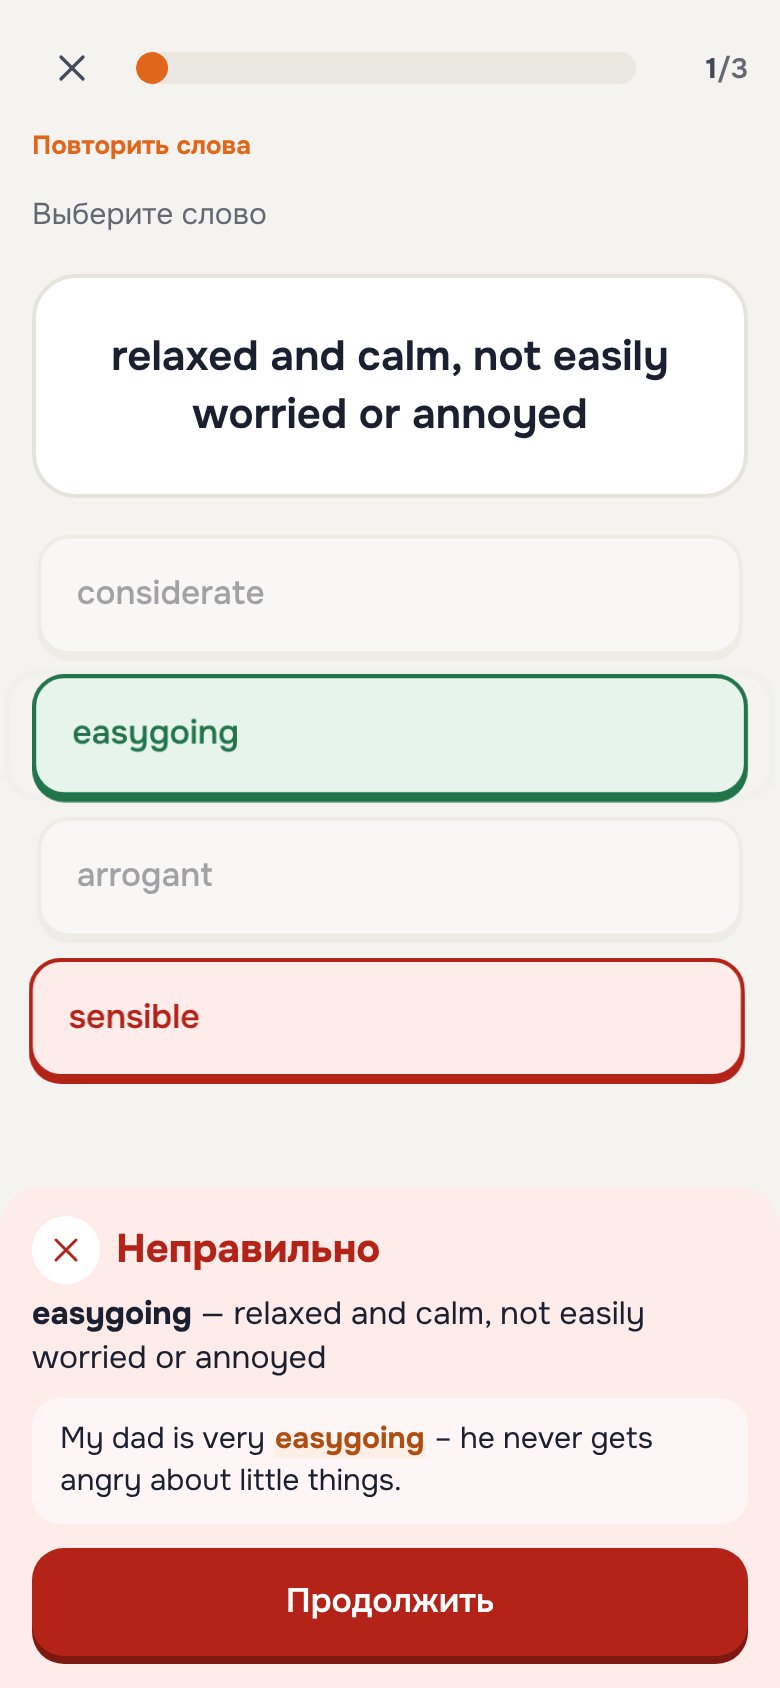 1/3
Повторить слова
Выберите слово
relaxed and calm, not easily
worried or annoyed
considerate
easygoing
arrogant
sensible
Неправильно
easygoing — relaxed and calm, not easily
worried or annoyed
My dad is very easygoing – he never gets
angry about little things.
Продолжить